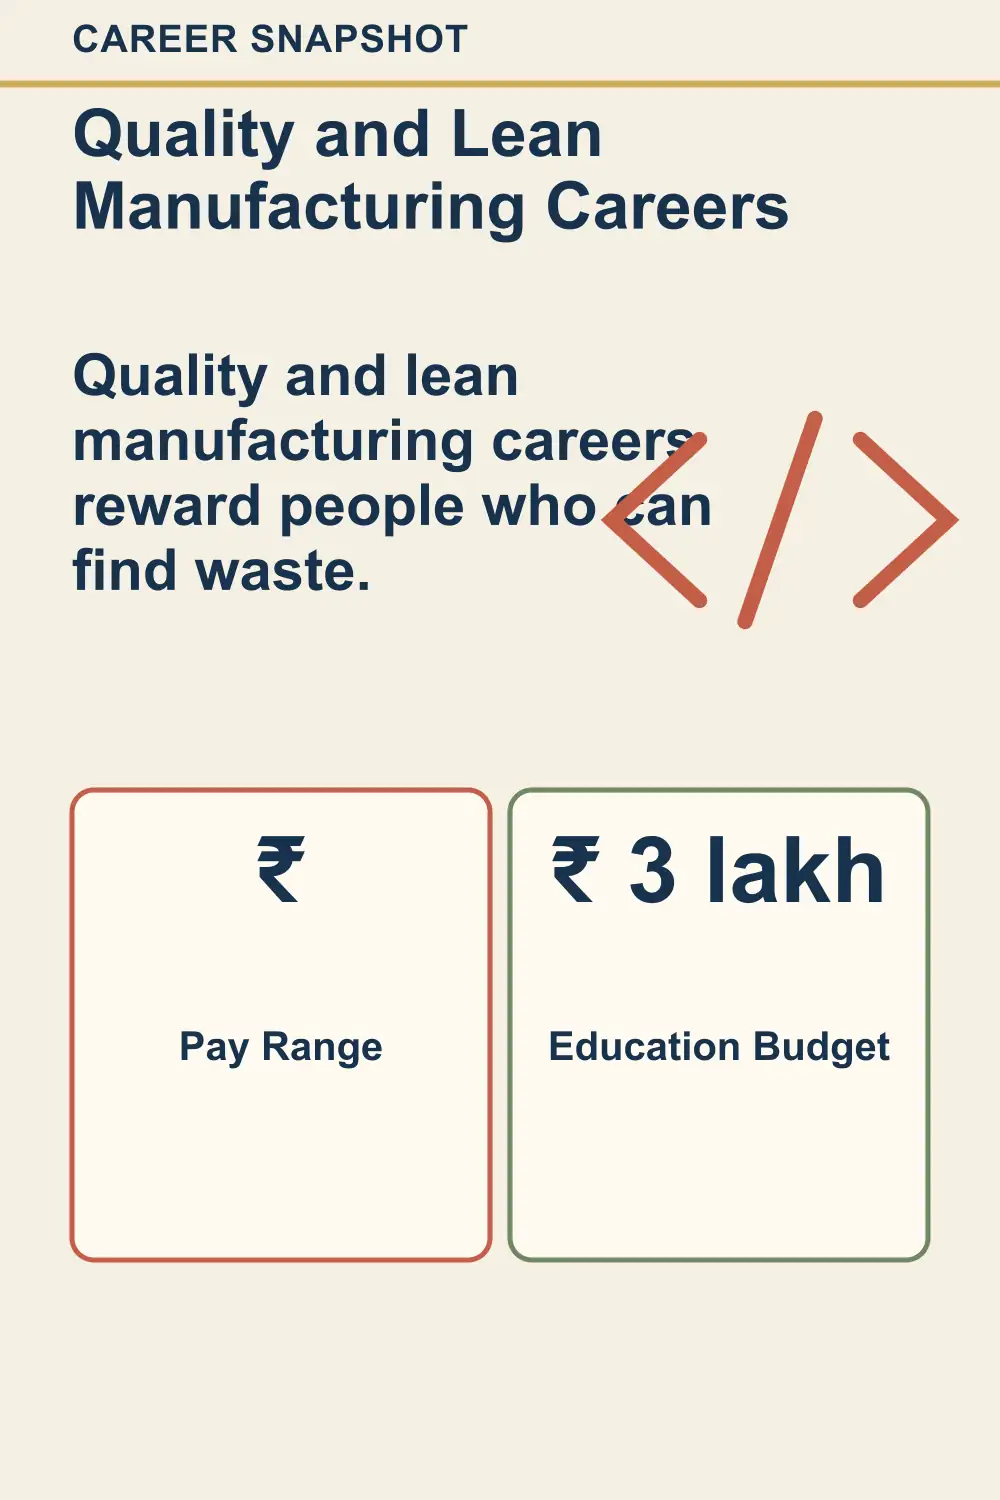 CAREER SNAPSHOT
Quality and Lean
Manufacturing Careers
Quality and lean
manufacturing careers
reward people who can
find waste.
</>
₹
Pay Range
₹ 3 lakh
Education Budget